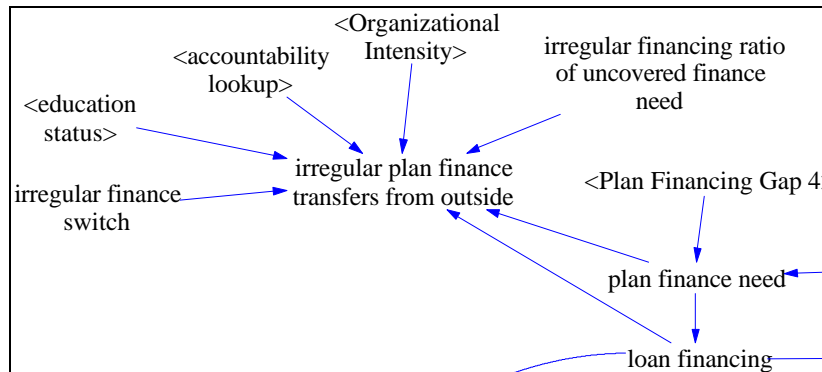 <Organizational
Intensity>
<accountability
lookup>
irregular financing ratio
of uncovered finance
need
<education
status>
irregular plan finance
transfers from outside
irregular finance
switch
<Plan Financing Gap 4
plan finance need
loan financing